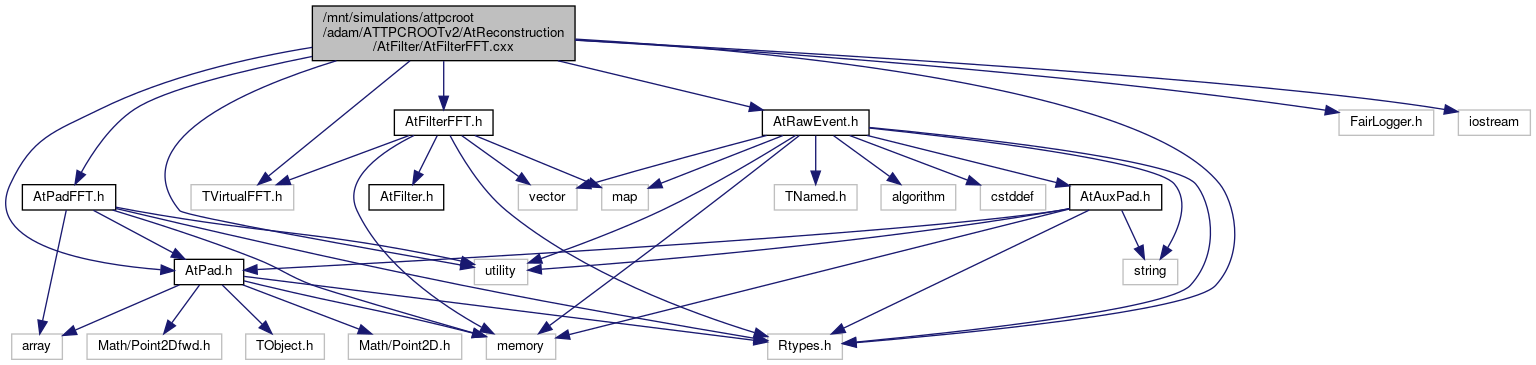 /mnt/simulations/attpcroot
/adam/ATTPCROOTv2/AtReconstruction
/AtFilter/AtFilterFFT.cxx
AtFilterFFT.h
AtRawEvent.h
FairLogger.h
iostream
AtPadFFT.h
TVirtualFFT.h
AtFilter.h
vector
map
TNamed.h
algorithm
cstddef
AtAuxPad.h
AtPad.h
utility
string
array
Math/Point2Dfwd.h
TObject.h
Math/Point2D.h
memory
Rtypes.h